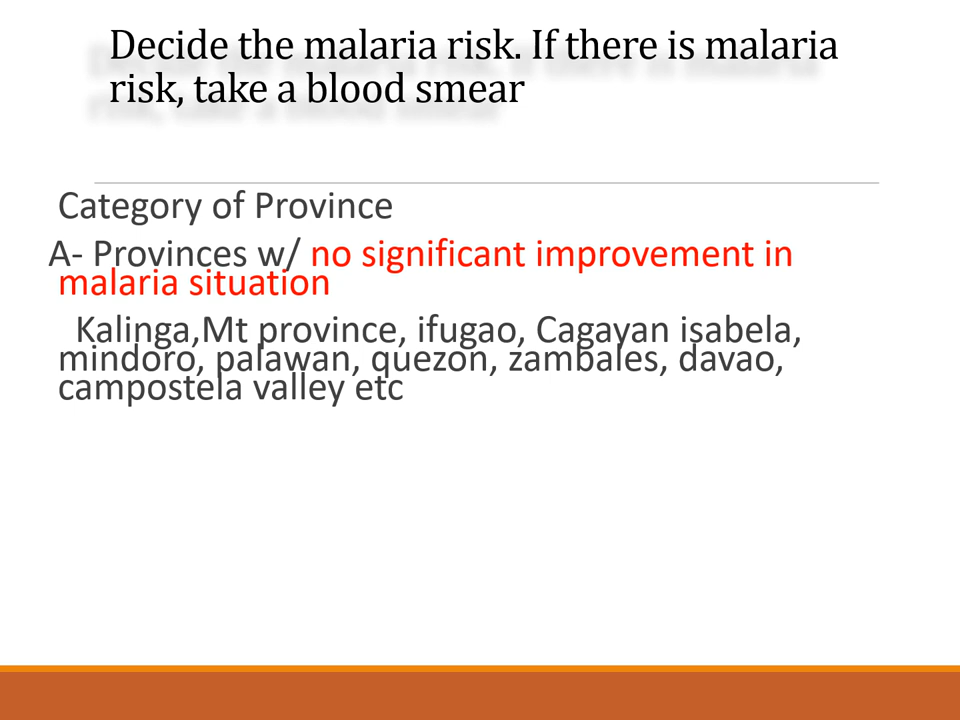 Decide the malaria risk. If there is malaria
risk, take a blood smear
Category of Province
A- Provinces w/ no significant improvement in
malaria situation
Kalinga,Mt province, ifugao, Cagayan isabela,
mindoro, palawan, quezon, zambales, davao,
campostela valley etc